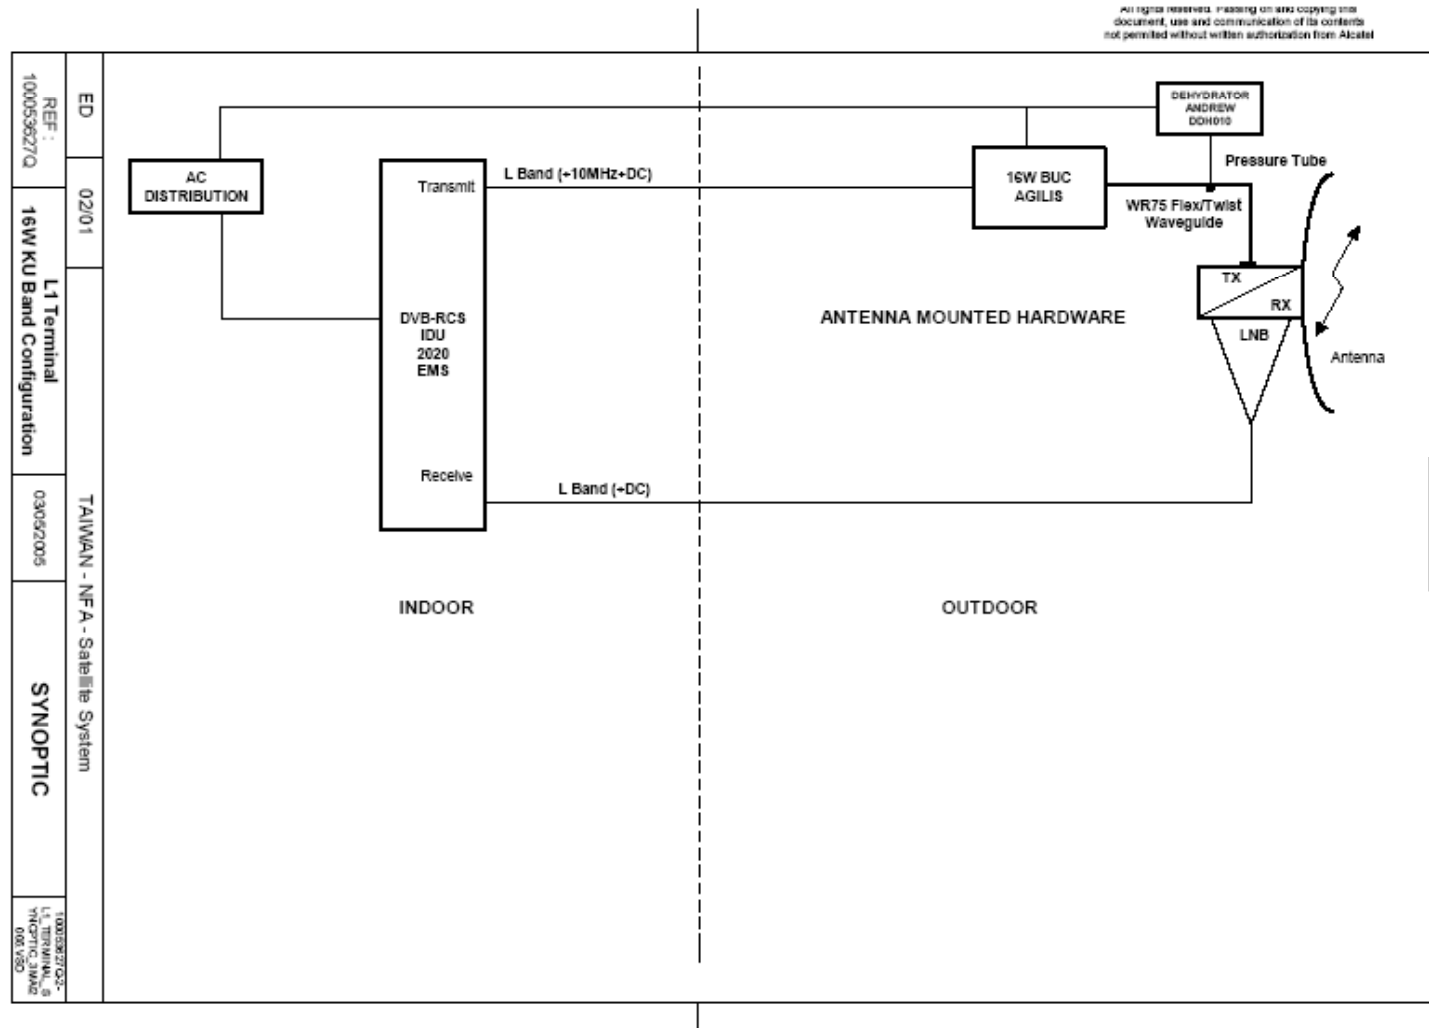 All rights reserved. Passing on and copying this
document, use and communication of its contents
not permitted without written authorization from Alcatel
DEHYDRATOR
ANDREW
DDH010
Pressure Tube
AC
DISTRIBUTION
Transmit
L Band (+10MHz+DC)
16W BUC
AGILIS
WR75 Flex/Twist
Waveguide
TX
RX
LNB
Antenna
DVB-RCS
IDU
2020
EMS
ANTENNA MOUNTED HARDWARE
Receive
L Band (+DC)
INDOOR
OUTDOOR
ED
02/01
TAIWAN - NFA - Satellite System
REF :
100053627Q
L1 Terminal
16W KU Band Configuration
03/05/2005
SYNOPTIC
L1_TERMINAL_S